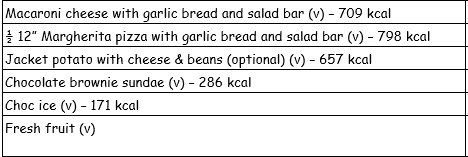 Macaroni cheese with garlic bread and salad bar (v) – 709 kcal
½ 12” Margherita pizza with garlic bread and salad bar (v) – 798 kcal
Jacket potato with cheese & beans (optional) (v) – 657 kcal
Chocolate brownie sundae (v) – 286 kcal
Choc ice (v) – 171 kcal
Fresh fruit (v)